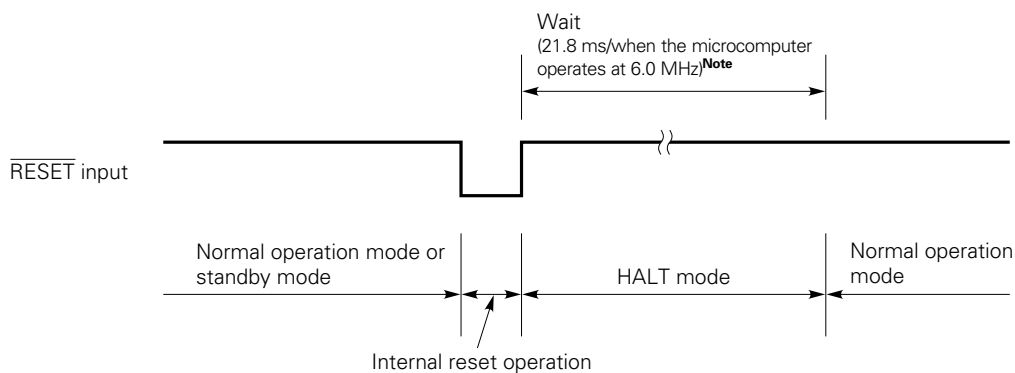 Wait
(21.8 ms/when the microcomputer
operates at 6.0 MHz)Note
RESET input
Normal operation mode or
standby mode
HALT mode
Normal operation
mode
Internal reset operation